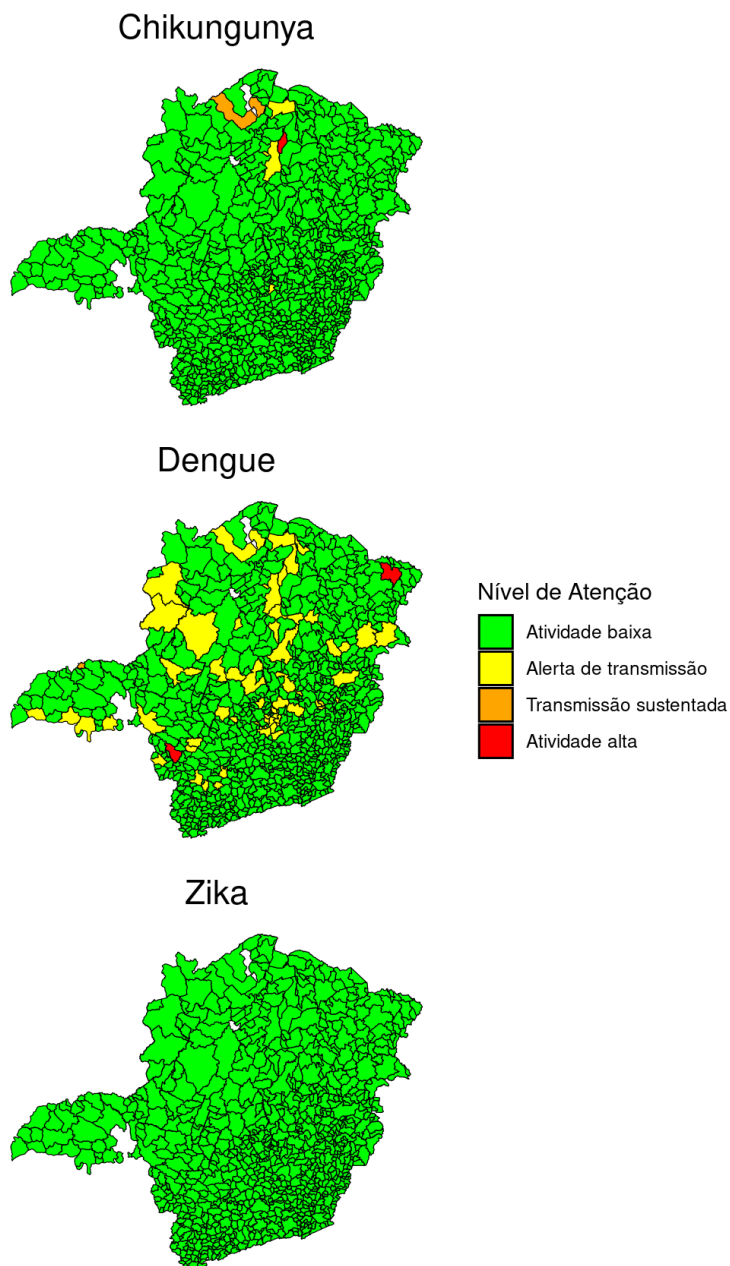 Chikungunya
Dengue
Nível de Atenção
Atividade baixa
Alerta de transmissão
Transmissão sustentada
Atividade alta
Zika